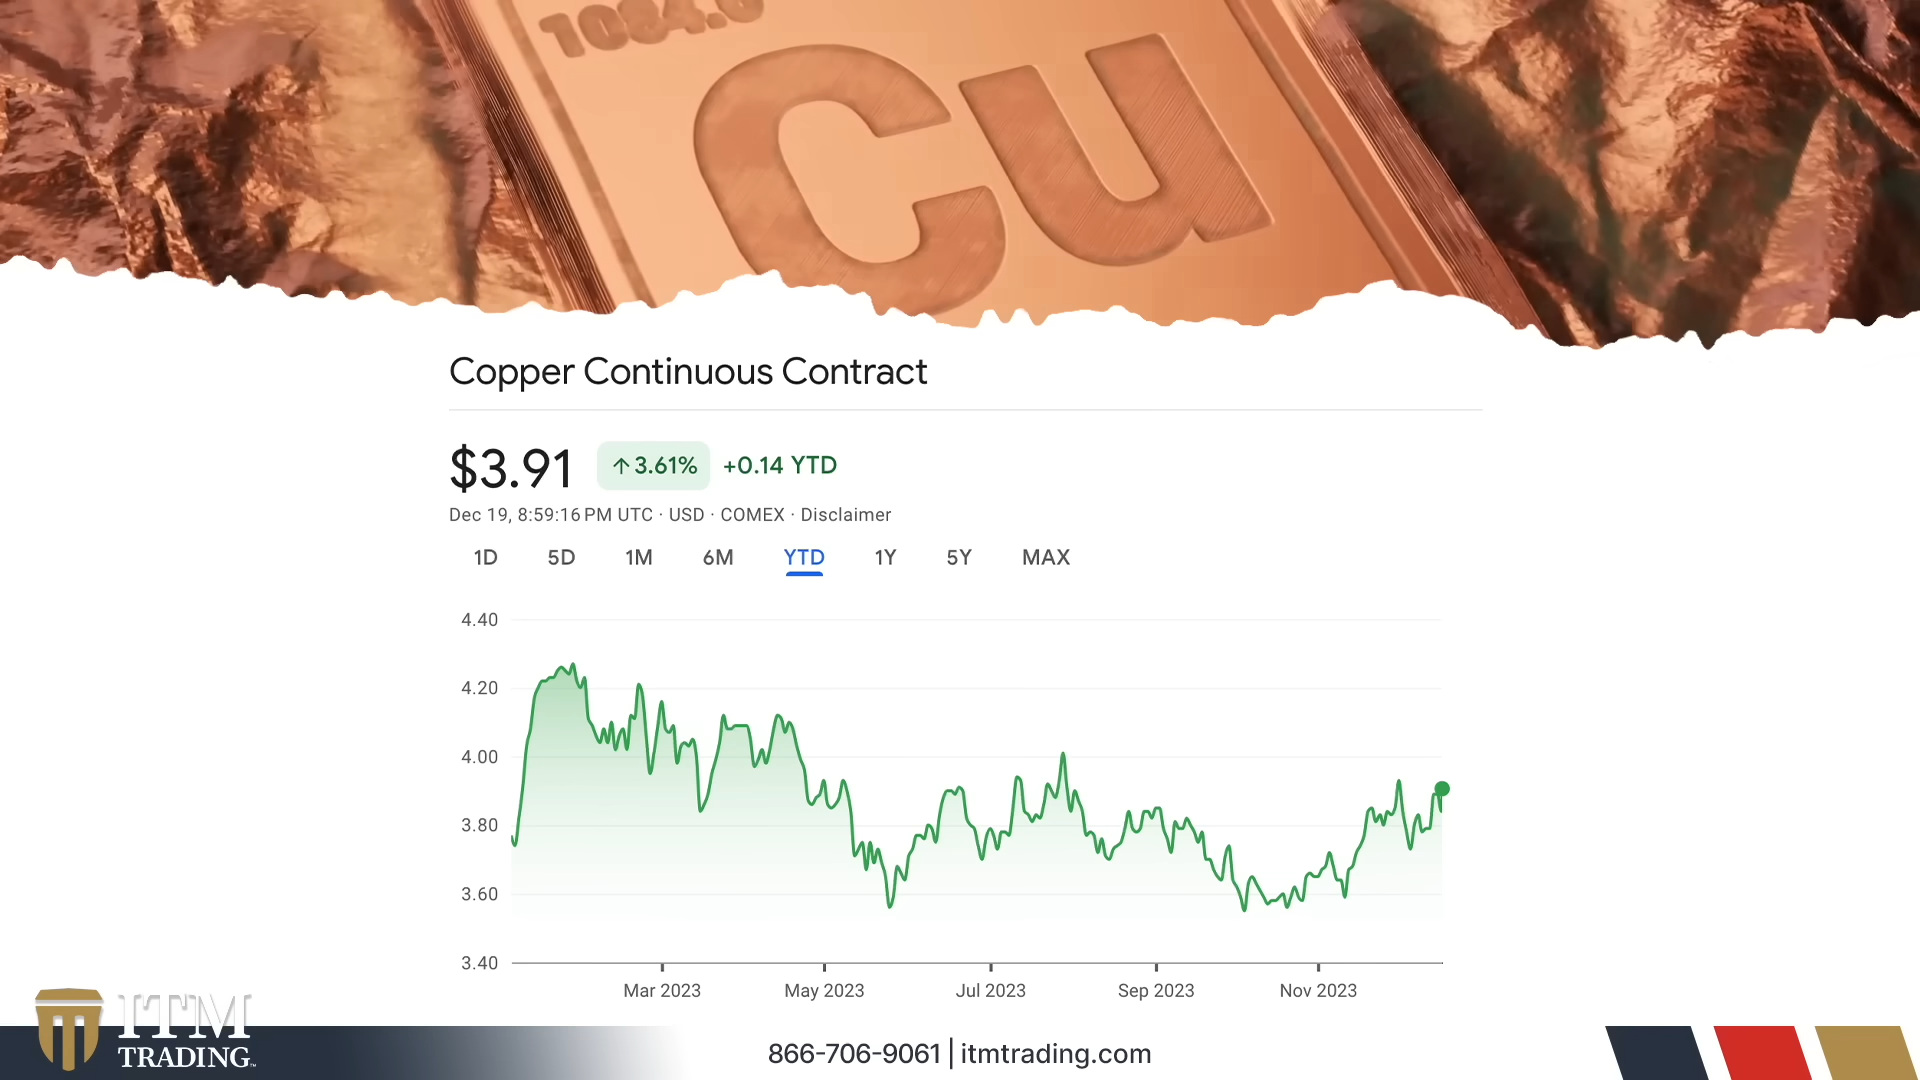 1084.0
Cu
Copper Continuous Contract
$3.91 ↑3.61% +0.14 YTD
Dec 19, 8:59:16 PM UTC · USD · COMEX · Disclaimer
1D 5D 1M 6M YTD 1Y 5Y MAX
4.40
4.20
4.00
3.80
3.60
3.40
Mar 2023 May 2023 Jul 2023 Sep 2023 Nov 2023
ITM
TRADING™
866-706-9061 | itmtrading.com